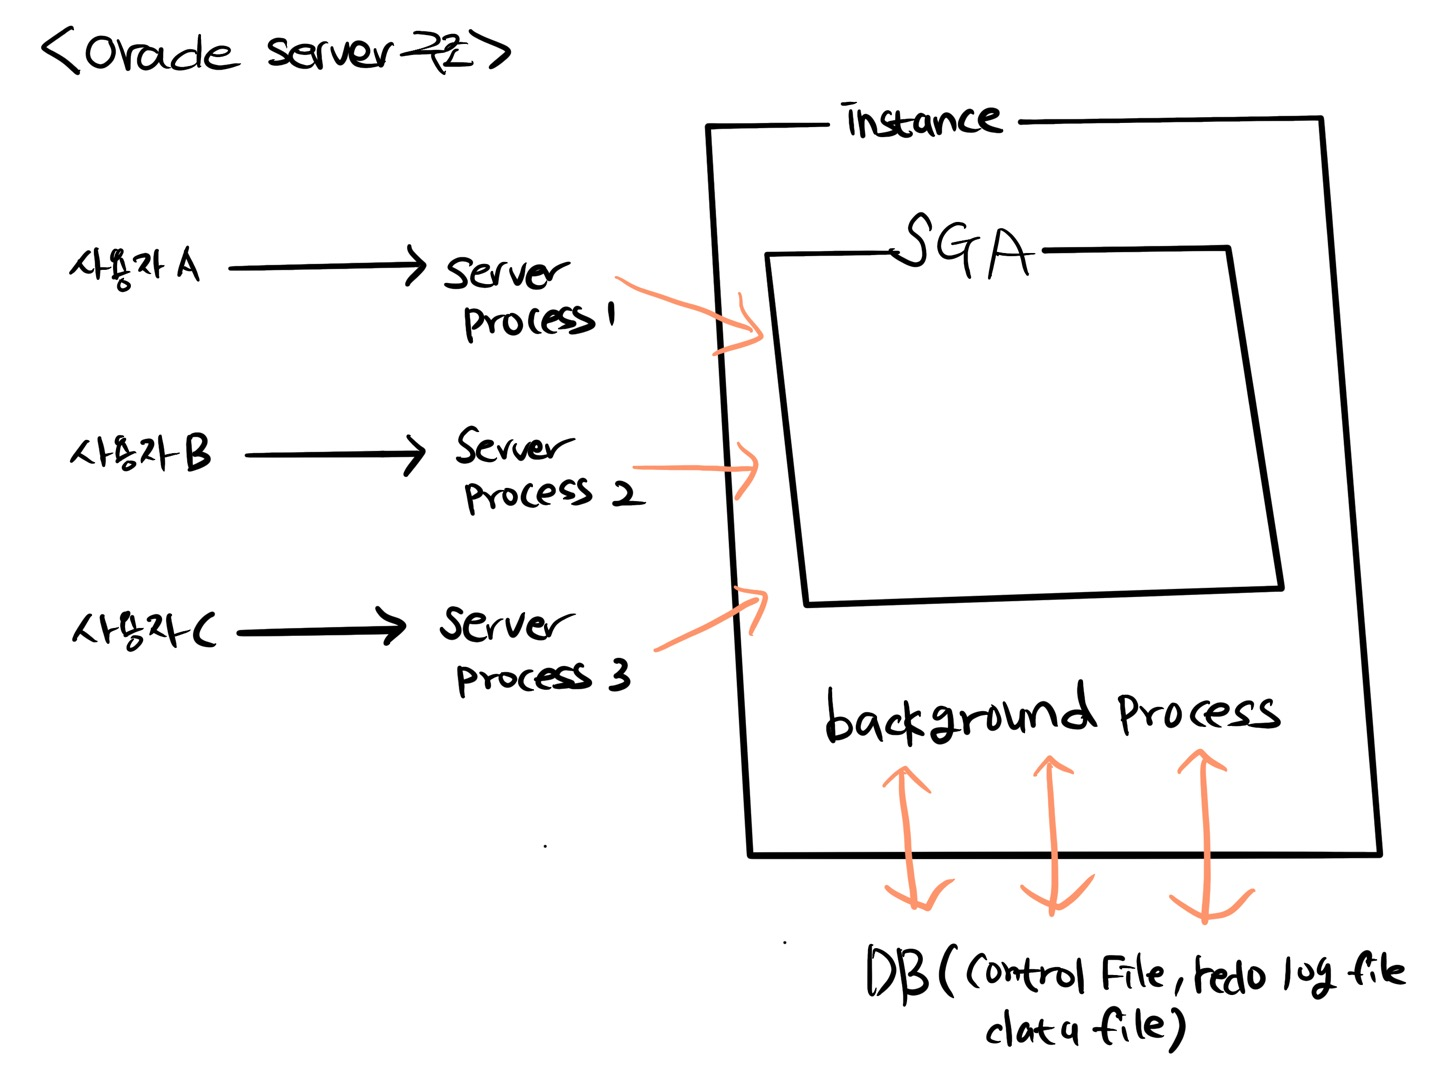 <Oracle server 구조>
instance
SGA
사용자 A
server
process 1
사용자 B
server
process 2
사용자 C
server
process 3
background process
DB (control File, redo log file
data file)